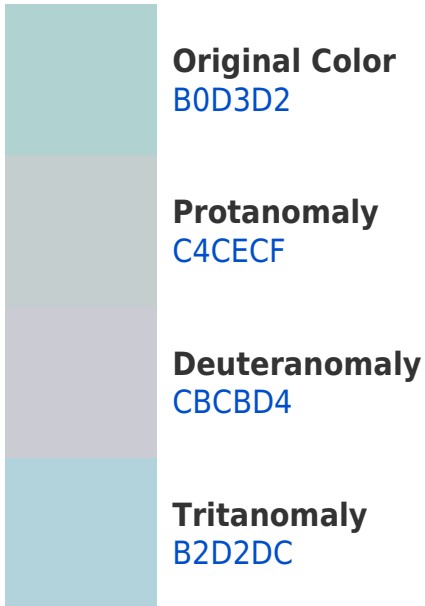 Original Color
B0D3D2
Protanomaly
C4CECF
Deuteranomaly
CBCBD4
Tritanomaly
B2D2DC